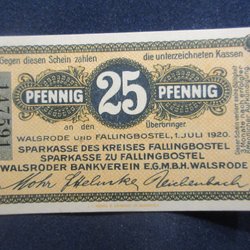 Gegen diesen Schein zahlen die unterzeichneten Kassen
PFENNIG 25 PFENNIG
an den Überbringer
WALSRODE UND FALLINGBOSTEL, 1. JULI 1920.
SPARKASSE DES KREISES FALLINGBOSTEL
SPARKASSE ZU FALLINGBOSTEL
WALSRODER BANKVEREIN E.G.M.B.H. WALSRODE